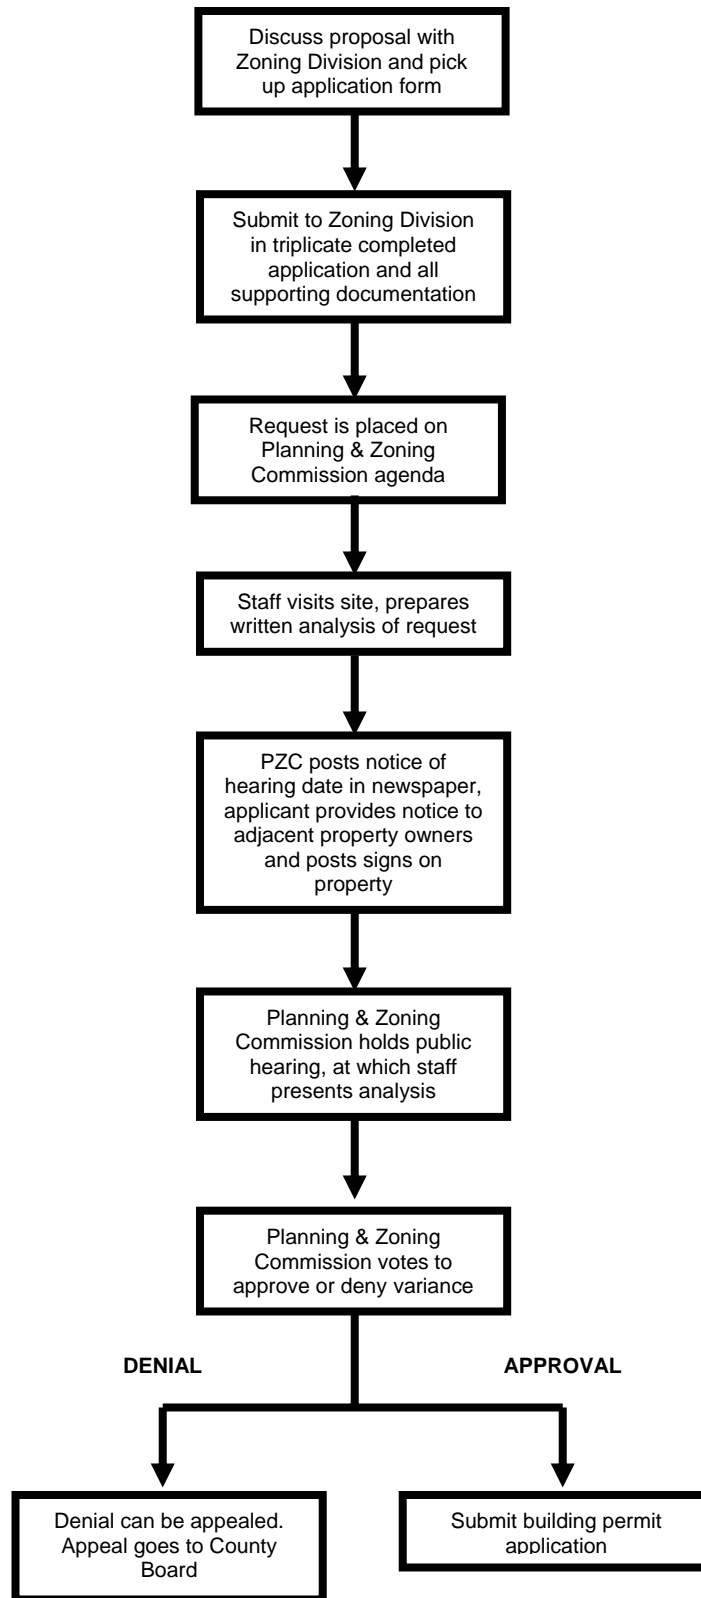 Discuss proposal with
Zoning Division and pick
up application form
Submit to Zoning Division
in triplicate completed
application and all
supporting documentation
Request is placed on
Planning & Zoning
Commission agenda
Staff visits site, prepares
written analysis of request
PZC posts notice of
hearing date in newspaper,
applicant provides notice to
adjacent property owners
and posts signs on
property
Planning & Zoning
Commission holds public
hearing, at which staff
presents analysis
Planning & Zoning
Commission votes to
approve or deny variance
DENIAL
APPROVAL
Denial can be appealed.
Appeal goes to County
Board
Submit building permit
application